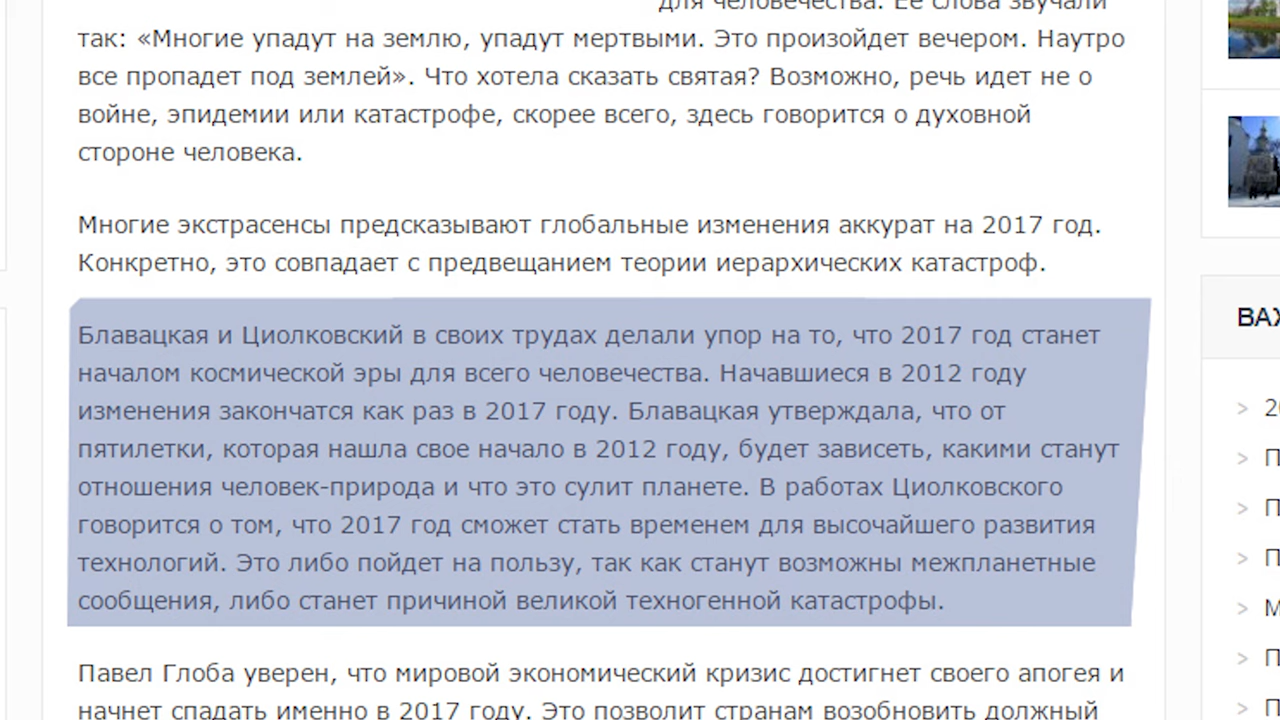 для человечества. Ее слова звучали
так: «Многие упадут на землю, упадут мертвыми. Это произойдет вечером. Наутро
все пропадет под землей». Что хотела сказать святая? Возможно, речь идет не о
войне, эпидемии или катастрофе, скорее всего, здесь говорится о духовной
стороне человека.
Многие экстрасенсы предсказывают глобальные изменения аккурат на 2017 год.
Конкретно, это совпадает с предвещанием теории иерархических катастроф.
Блавацкая и Циолковский в своих трудах делали упор на то, что 2017 год станет
началом космической эры для всего человечества. Начавшиеся в 2012 году
изменения закончатся как раз в 2017 году. Блавацкая утверждала, что от
пятилетки, которая нашла свое начало в 2012 году, будет зависеть, какими станут
отношения человек-природа и что это сулит планете. В работах Циолковского
говорится о том, что 2017 год сможет стать временем для высочайшего развития
технологий. Это либо пойдет на пользу, так как станут возможны межпланетные
сообщения, либо станет причиной великой техногенной катастрофы.
Павел Глоба уверен, что мировой экономический кризис достигнет своего апогея и
начнет спадать именно в 2017 году. Это позволит странам возобновить должный